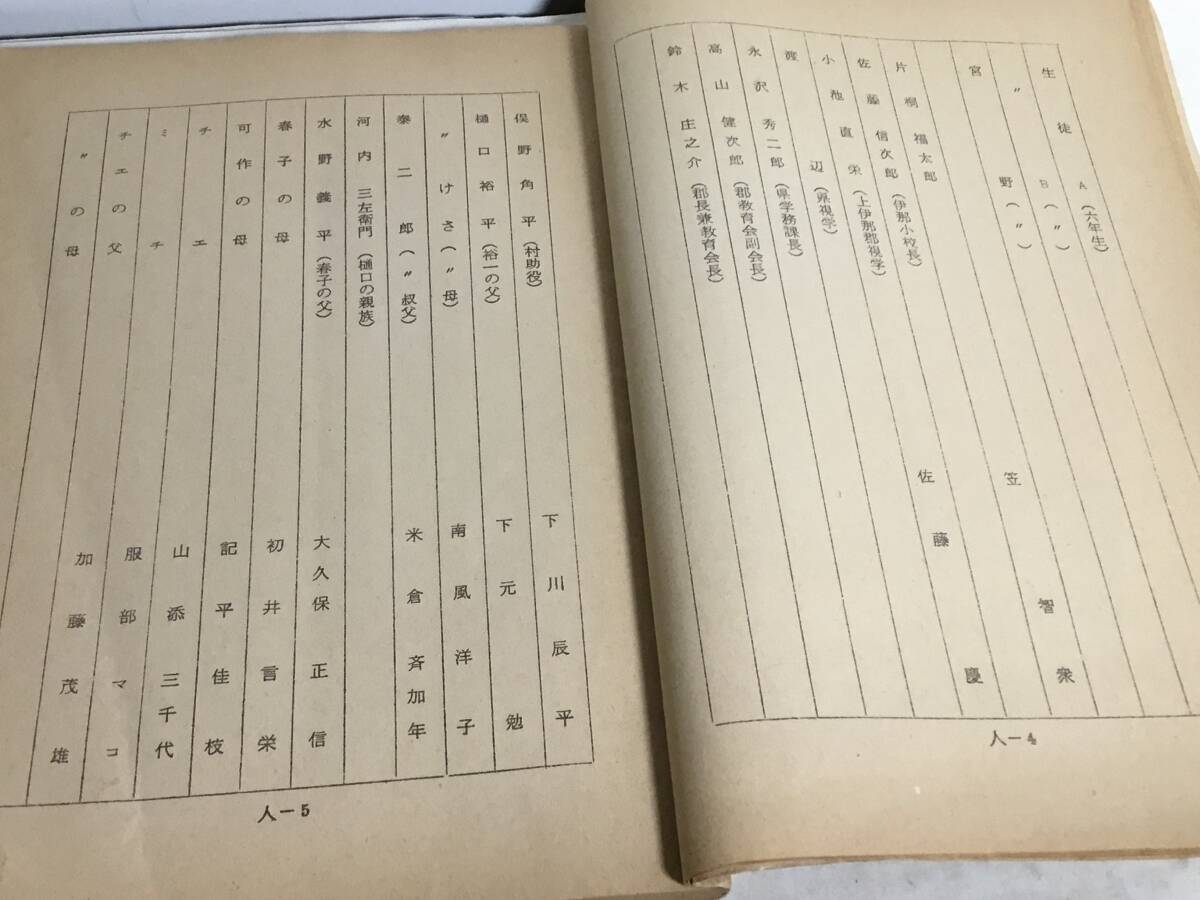 生徒 A(六年生)
〃 B(〃)
宮 野(〃)
片桐福太郎(伊那小校長) 笠智衆
佐藤信次郎(上伊那郡視学)
小池直栄(県視学) 佐藤慶
渡辺(県学務課長)
永沢秀二郎(郡教育会副会長)
高山健次郎(郡長兼教育会長)
鈴木庄之介
人－4
俣野角平(村助役) 下川辰平
樋口裕平(裕一の父) 下元勉
〃 けさ(〃母) 南風洋子
泰二郎(〃叔父) 米倉斉加年
河内三左衛門(樋口の親族)
水野義平(春子の父) 大久保正信
春子の母 初井言栄
可作の母 記平佳枝
チエ 山添三千代
ミチ 服部マコ
チエの父 加藤茂雄
〃の母
人－5